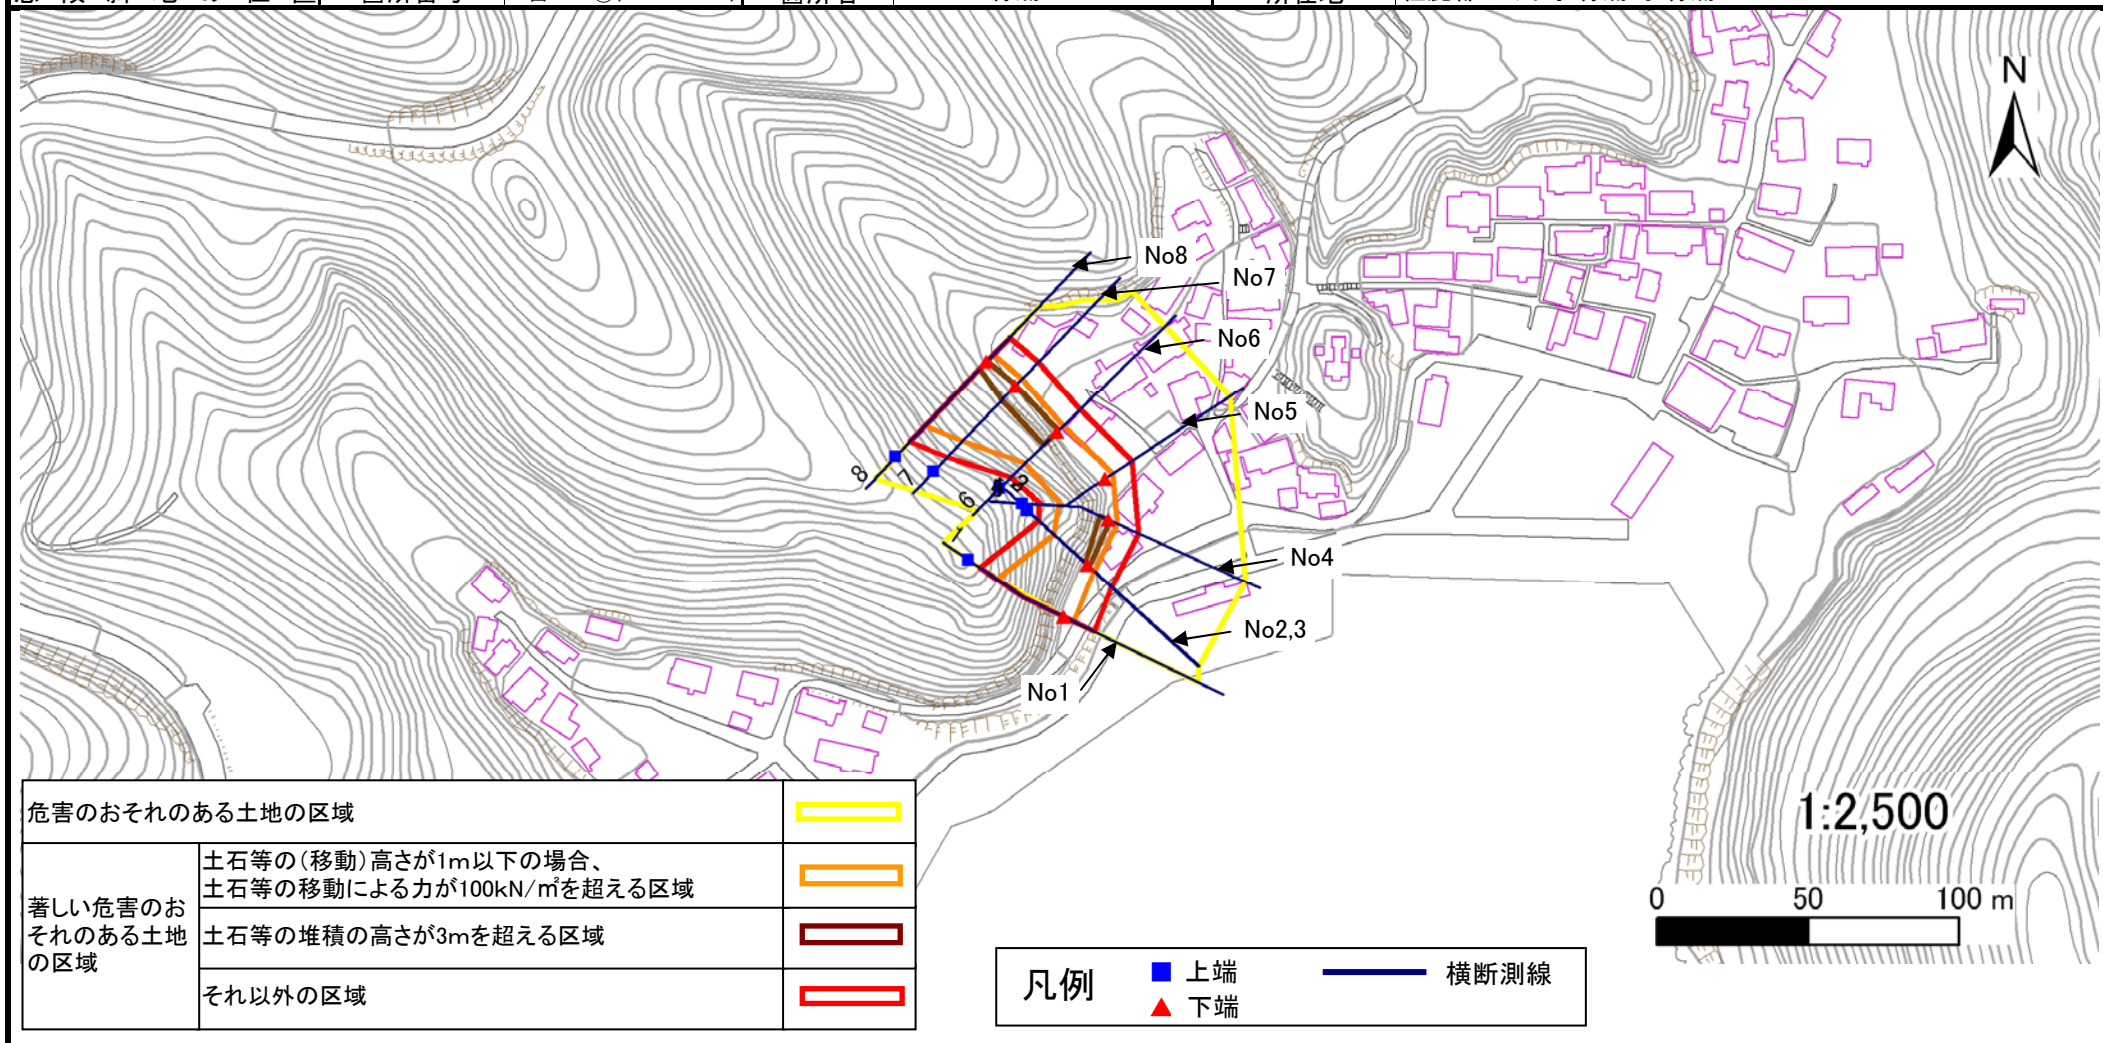 N
No8
No7
No6
No5
No4
No2,3
No1
8
7
6
2
1
危害のおそれのある土地の区域
著しい危害のお
それのある土地
の区域
土石等の(移動)高さが1m以下の場合、
土石等の移動による力が100kN/㎡を超える区域
土石等の堆積の高さが3mを超える区域
それ以外の区域
凡例
上端
下端
横断測線
1:2,500
0 50 100 m